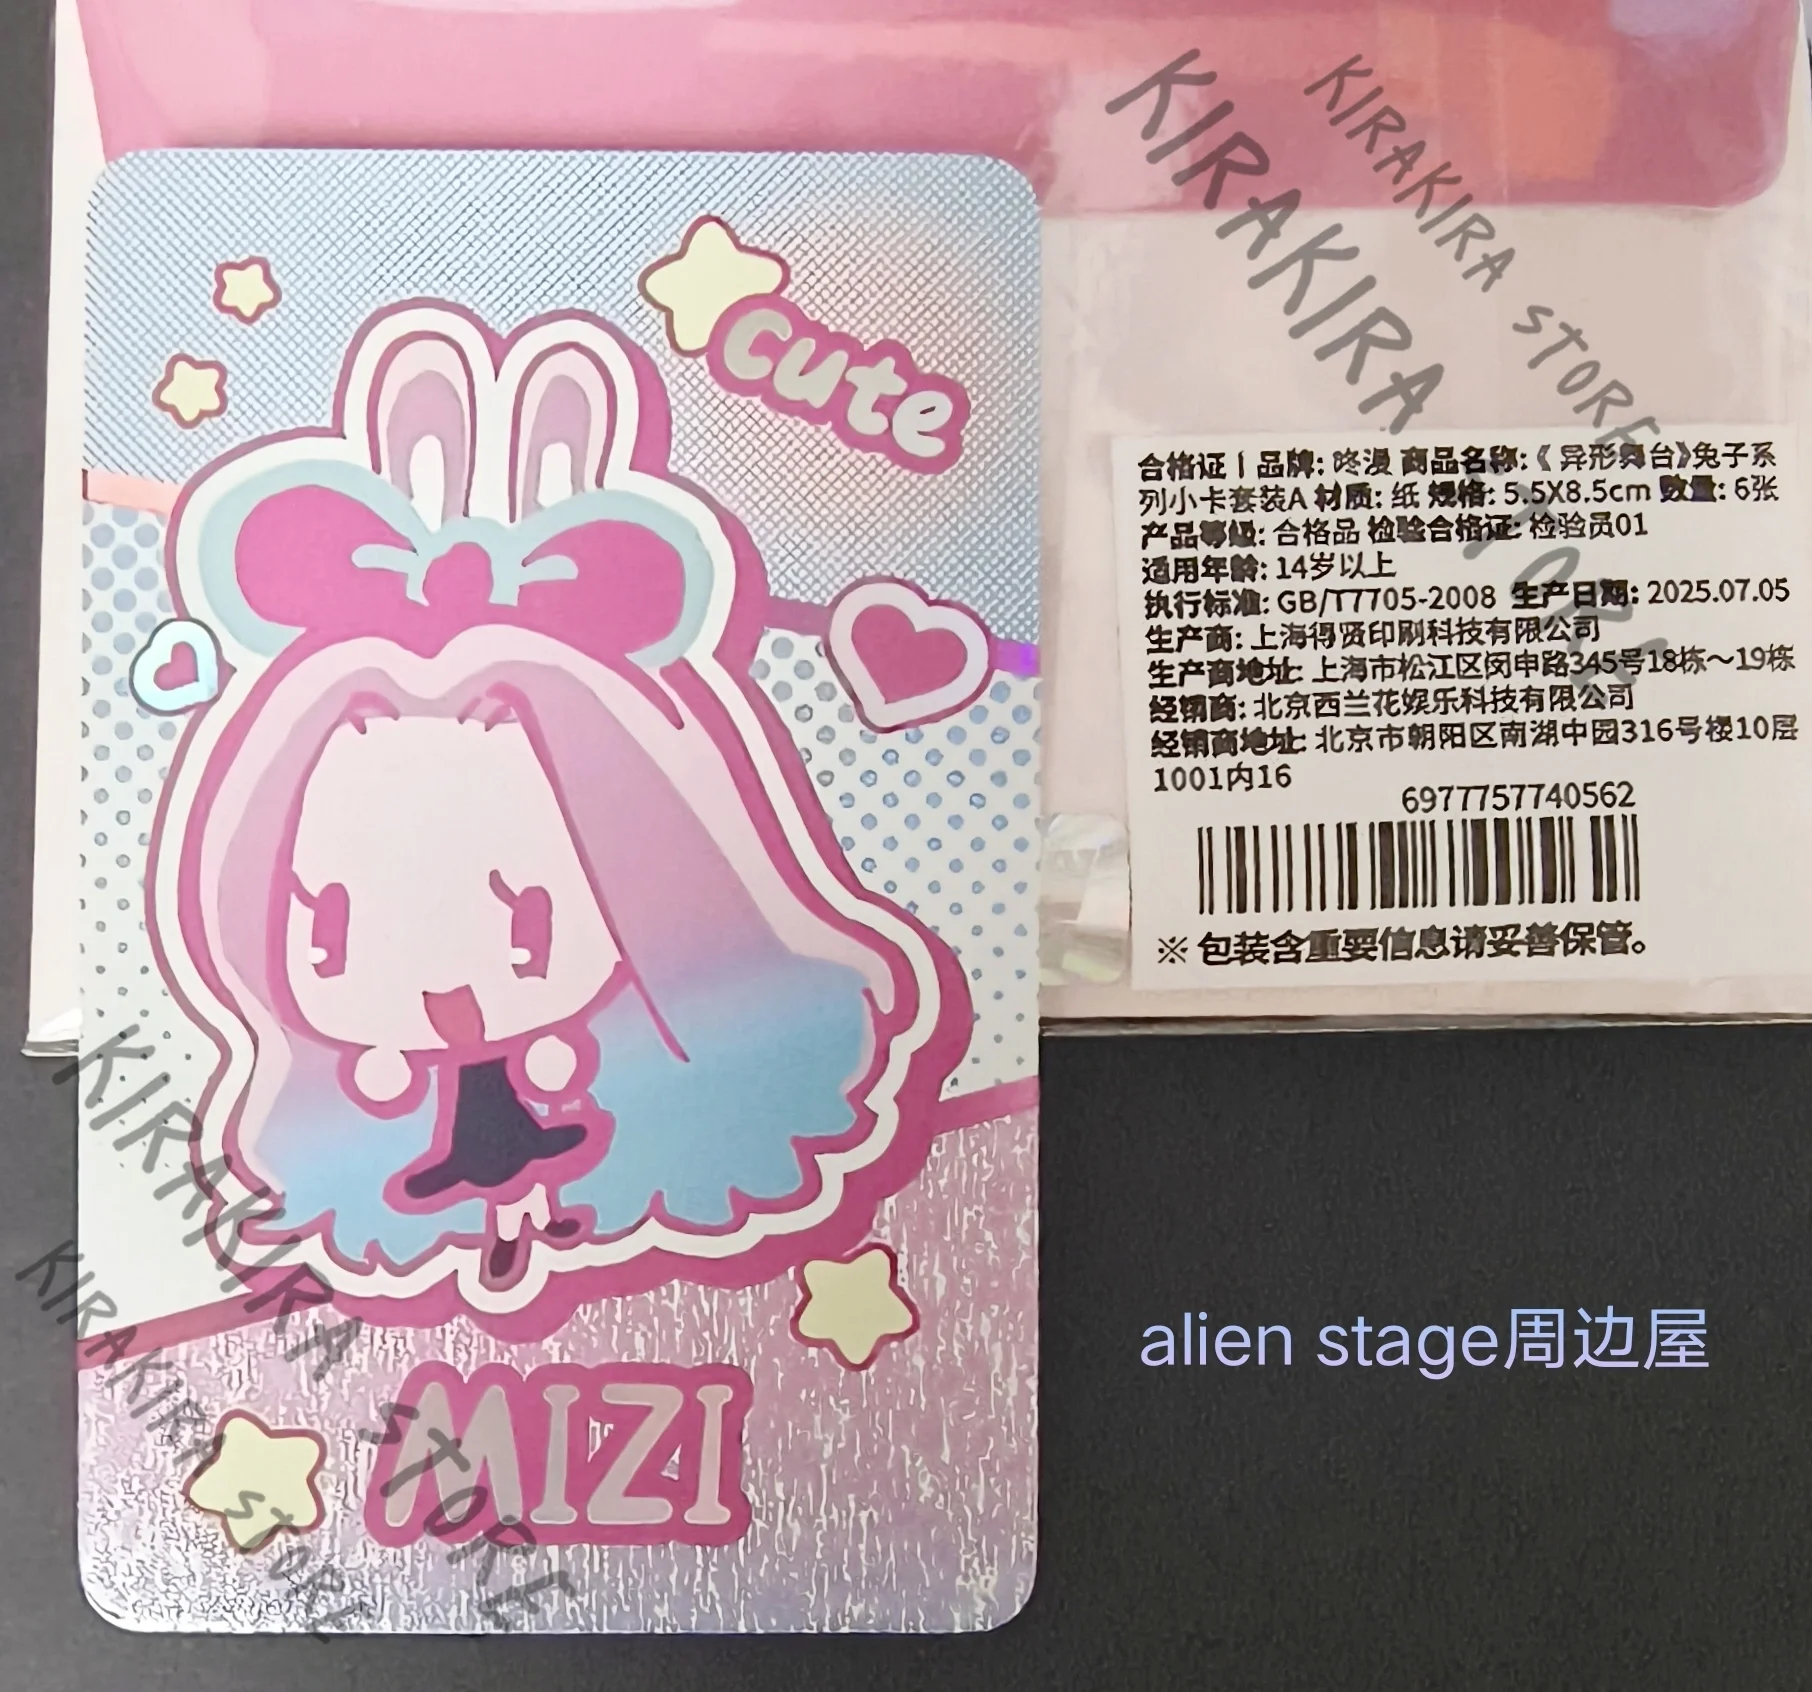 cute
MIZI
合格证 | 品牌: 咚漫 商品名称:《 异形舞台》兔子系
列小卡套装A 材质: 纸 规格: 5.5X8.5cm 数量: 6张
产品等级: 合格品 检验合格证: 检验员01
适用年龄: 14岁以上
执行标准: GB/T7705-2008 生产日期: 2025.07.05
生产商: 上海得贤印刷科技有限公司
生产商地址: 上海市松江区闵申路345号18栋~19栋
经销商: 北京西兰花娱乐科技有限公司
经销商地址: 北京市朝阳区南湖中园316号楼10层
1001内16
6977757740562
※ 包装含重要信息请妥善保管。
alien stage周边屋
KIRAKIRA STORE
KIRAKIRA STORE
KIRAKIRA STORE
KIRAKIRA STORE